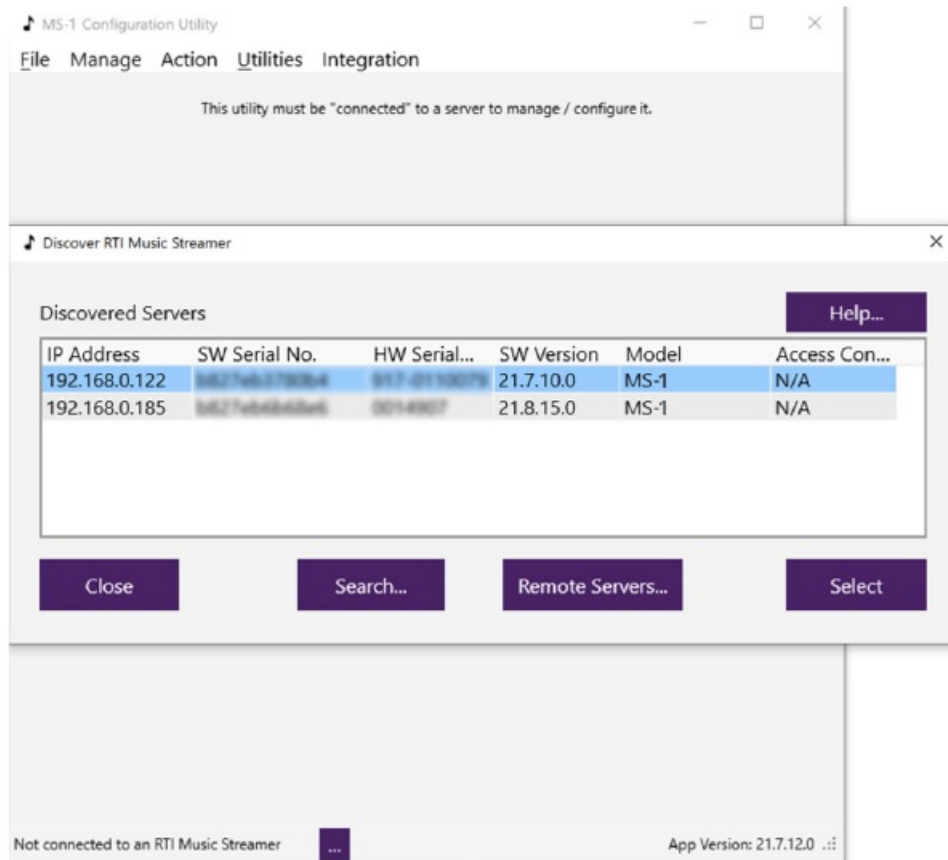 MS-1 Configuration Utility
File Manage Action Utilities Integration
This utility must be "connected" to a server to manage / configure it.
Discover RTI Music Streamer
Discovered Servers
Help...
IP Address SW Serial No. HW Serial... SW Version Model Access Con...
192.168.0.122 21.7.10.0 MS-1 N/A
192.168.0.185 21.8.15.0 MS-1 N/A
Close Search... Remote Servers... Select
Not connected to an RTI Music Streamer ... App Version: 21.7.12.0